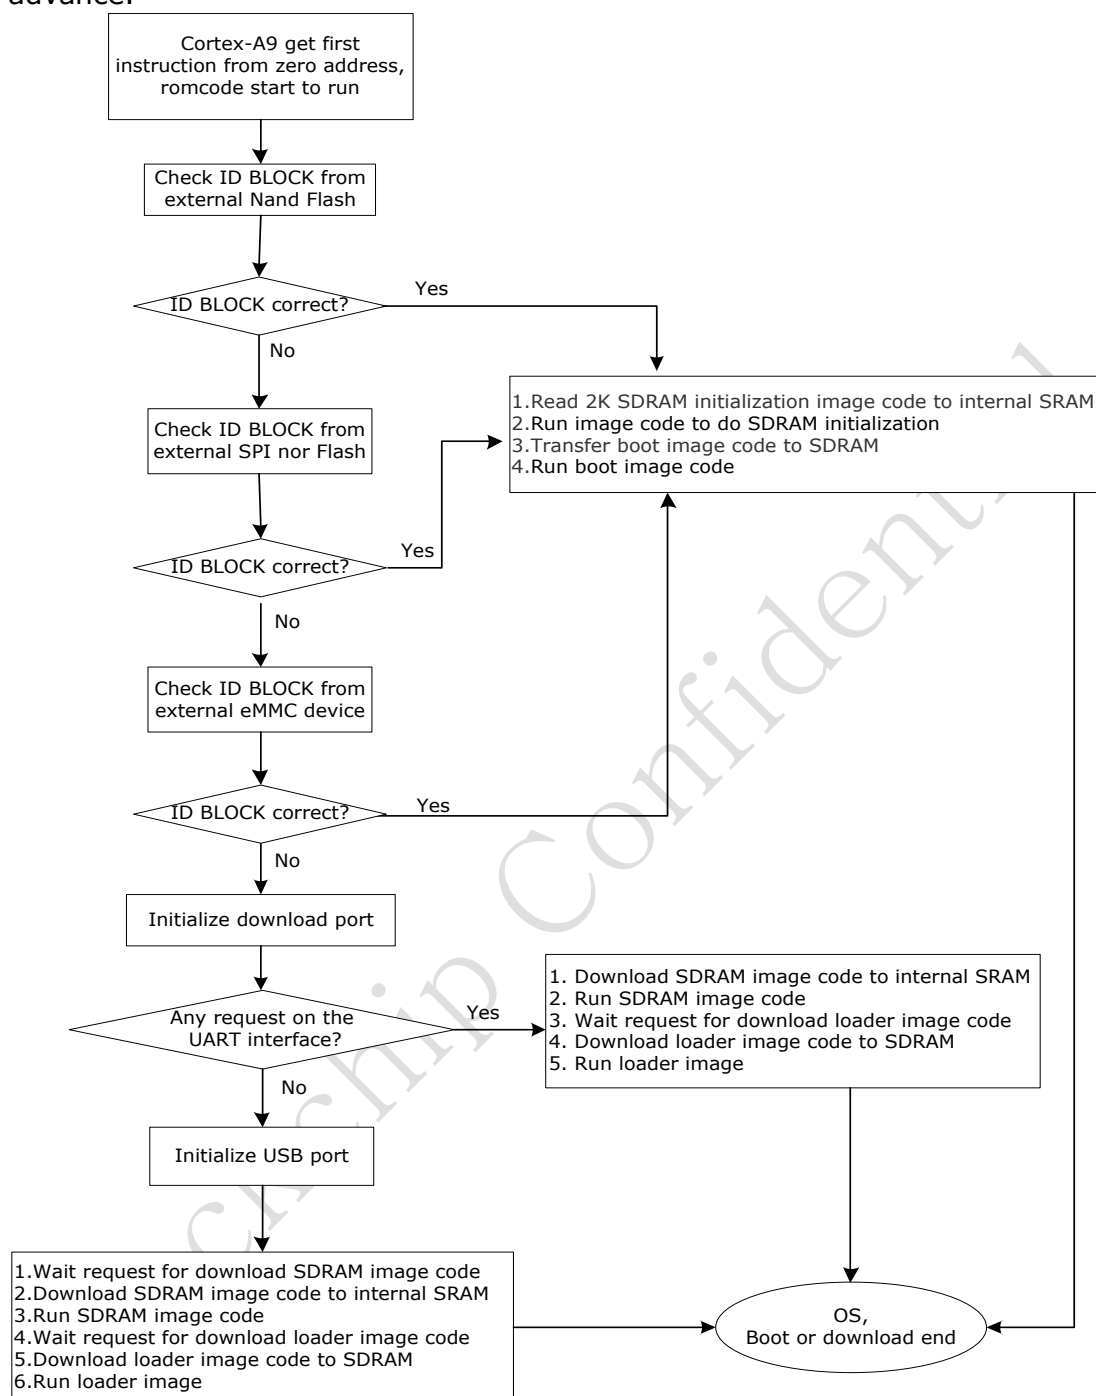 advance.
Cortex-A9 get first
instruction from zero address,
romcode start to run
Check ID BLOCK from
external Nand Flash
ID BLOCK correct?
Yes
No
1.Read 2K SDRAM initialization image code to internal SRAM
2.Run image code to do SDRAM initialization
3.Transfer boot image code to SDRAM
4.Run boot image code
Check ID BLOCK from
external SPI nor Flash
ID BLOCK correct?
Yes
No
Check ID BLOCK from
external eMMC device
ID BLOCK correct?
Yes
No
Initialize download port
Any request on the
UART interface?
Yes
No
1. Download SDRAM image code to internal SRAM
2. Run SDRAM image code
3. Wait request for download loader image code
4. Download loader image code to SDRAM
5. Run loader image
Initialize USB port
1.Wait request for download SDRAM image code
2.Download SDRAM image code to internal SRAM
3.Run SDRAM image code
4.Wait request for download loader image code
5.Download loader image code to SDRAM
6.Run loader image
OS,
Boot or download end
ckchip Confidential